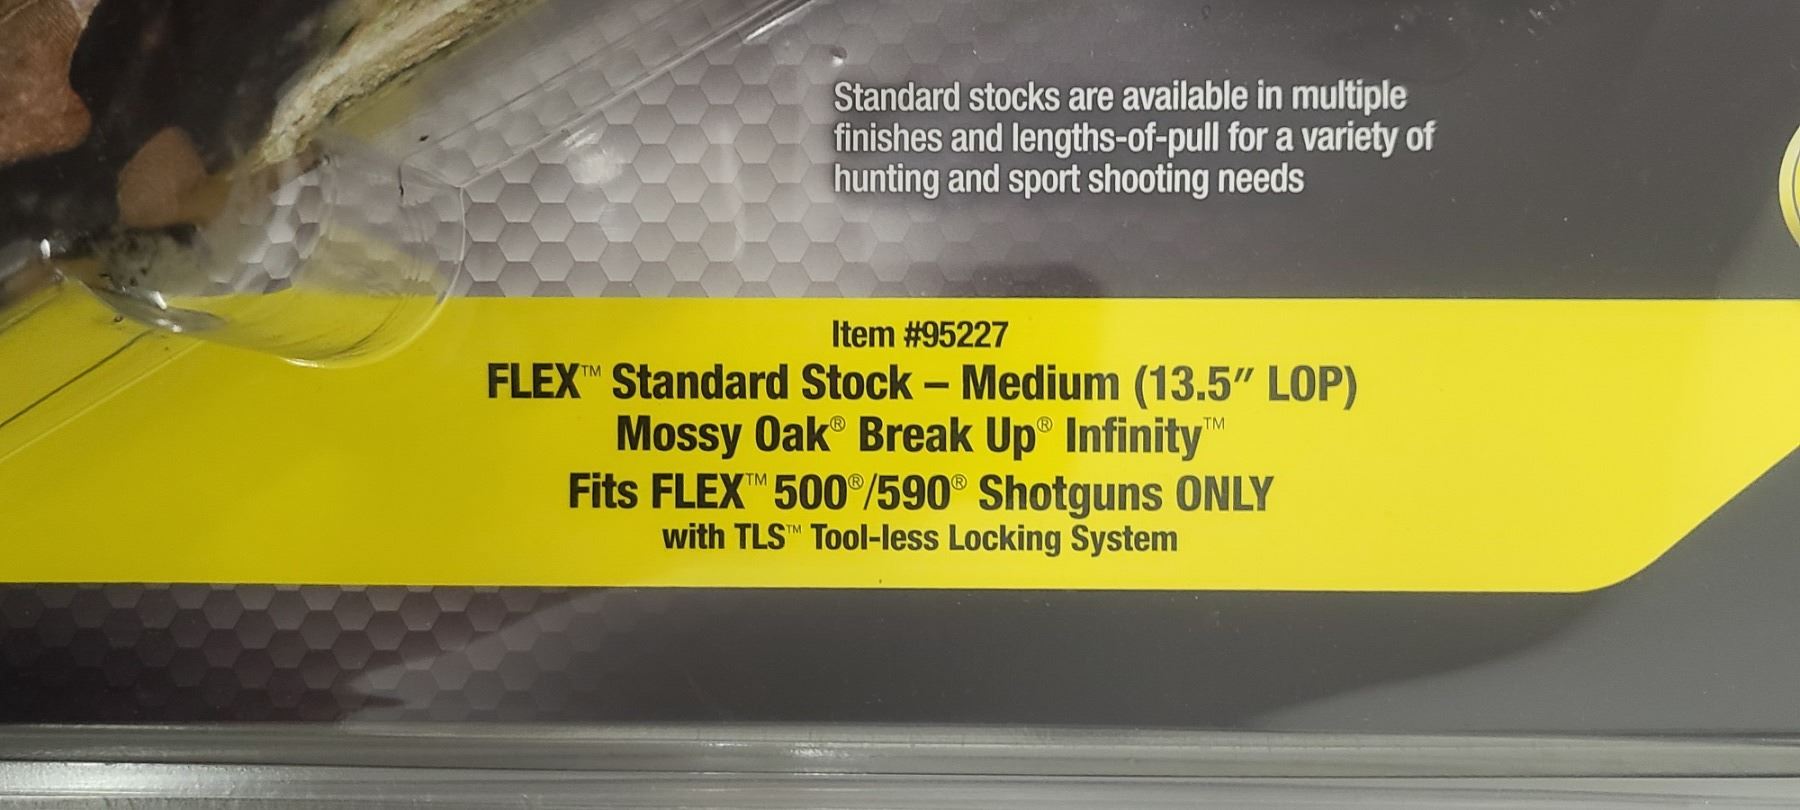 Standard stocks are available in multiple
finishes and lengths-of-pull for a variety of
hunting and sport shooting needs
Item #95227
FLEX™ Standard Stock – Medium (13.5″ LOP)
Mossy Oak® Break Up® Infinity™
Fits FLEX™ 500®/590® Shotguns ONLY
with TLS™ Tool-less Locking System